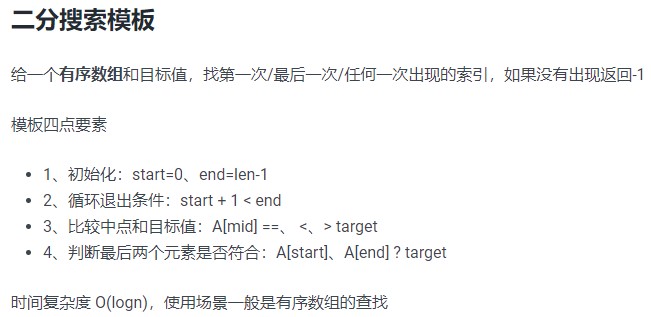 二分搜索模板
给一个有序数组和目标值，找第一次/最后一次/任何一次出现的索引，如果没有出现返回-1
模板四点要素
• 1、初始化：start=0、end=len-1
• 2、循环退出条件：start + 1 < end
• 3、比较中点和目标值：A[mid] ==、 <、> target
• 4、判断最后两个元素是否符合：A[start]、A[end] ? target
时间复杂度 O(logn)，使用场景一般是有序数组的查找